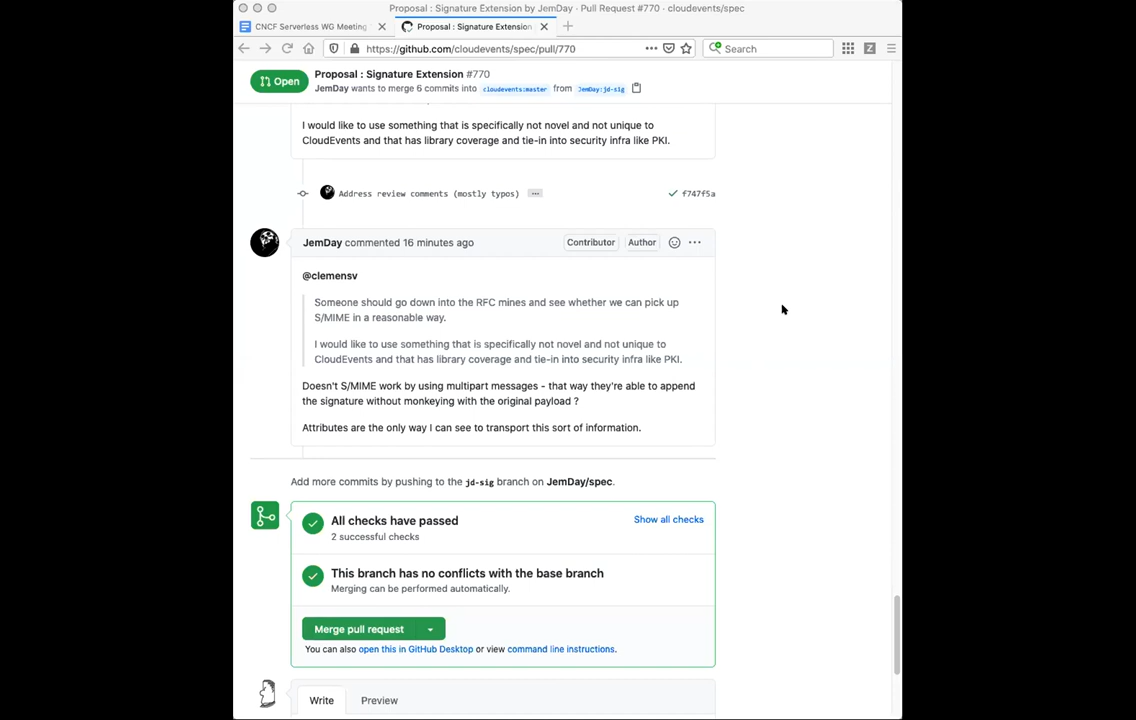 Proposal : Signature Extension by JemDay · Pull Request #770 · cloudevents/spec
CNCF Serverless WG Meeting
Proposal : Signature Extension
https://github.com/cloudevents/spec/pull/770
Search
Z
Open
Proposal : Signature Extension #770
JemDay wants to merge 6 commits into cloudevents:master from JemDay:jd-sig
I would like to use something that is specifically not novel and not unique to
CloudEvents and that has library coverage and tie-in into security infra like PKI.
Address review comments (mostly typos) ...
f747f5a
JemDay commented 16 minutes ago
Contributor
Author
@clemensv
Someone should go down into the RFC mines and see whether we can pick up
S/MIME in a reasonable way.
I would like to use something that is specifically not novel and not unique to
CloudEvents and that has library coverage and tie-in into security infra like PKI.
Doesn't S/MIME work by using multipart messages - that way they're able to append
the signature without monkeying with the original payload ?
Attributes are the only way I can see to transport this sort of information.
Add more commits by pushing to the jd-sig branch on JemDay/spec.
All checks have passed
Show all checks
2 successful checks
This branch has no conflicts with the base branch
Merging can be performed automatically.
Merge pull request
You can also open this in GitHub Desktop or view command line instructions.
Write
Preview